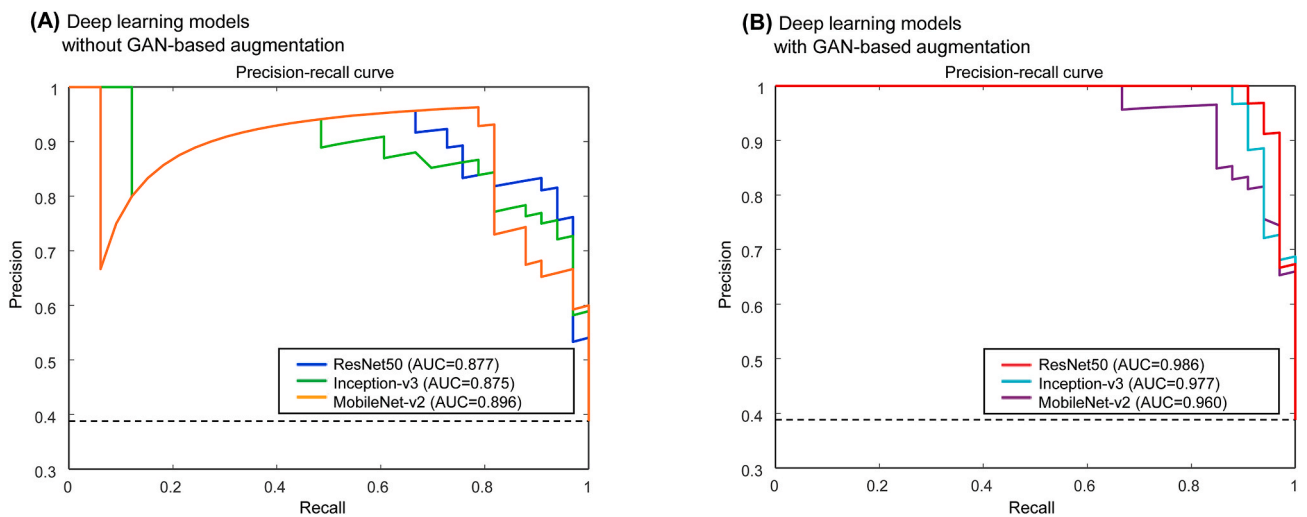 (A) Deep learning models
without GAN-based augmentation
Precision-recall curve
Precision
1
0.9
0.8
0.7
0.6
0.5
0.4
0.3
0
0.2
0.4
0.6
0.8
1
Recall
ResNet50 (AUC=0.877)
Inception-v3 (AUC=0.875)
MobileNet-v2 (AUC=0.896)
(B) Deep learning models
with GAN-based augmentation
Precision-recall curve
Precision
1
0.9
0.8
0.7
0.6
0.5
0.4
0.3
0
0.2
0.4
0.6
0.8
1
Recall
ResNet50 (AUC=0.986)
Inception-v3 (AUC=0.977)
MobileNet-v2 (AUC=0.960)